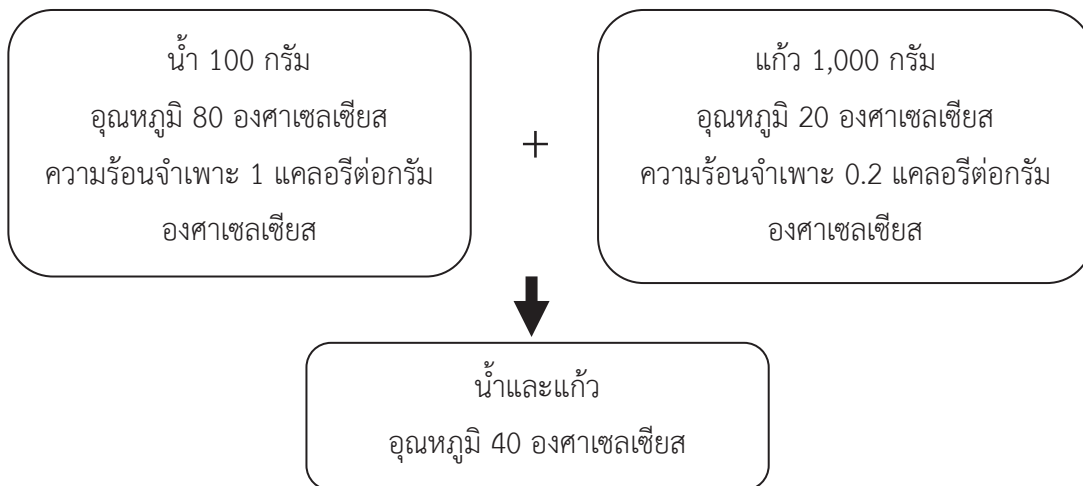 น้ำ 100 กรัม
อุณหภูมิ 80 องศาเซลเซียส
ความร้อนจำเพาะ 1 แคลอรีต่อกรัม
องศาเซลเซียส
+
แก้ว 1,000 กรัม
อุณหภูมิ 20 องศาเซลเซียส
ความร้อนจำเพาะ 0.2 แคลอรีต่อกรัม
องศาเซลเซียส
น้ำและแก้ว
อุณหภูมิ 40 องศาเซลเซียส